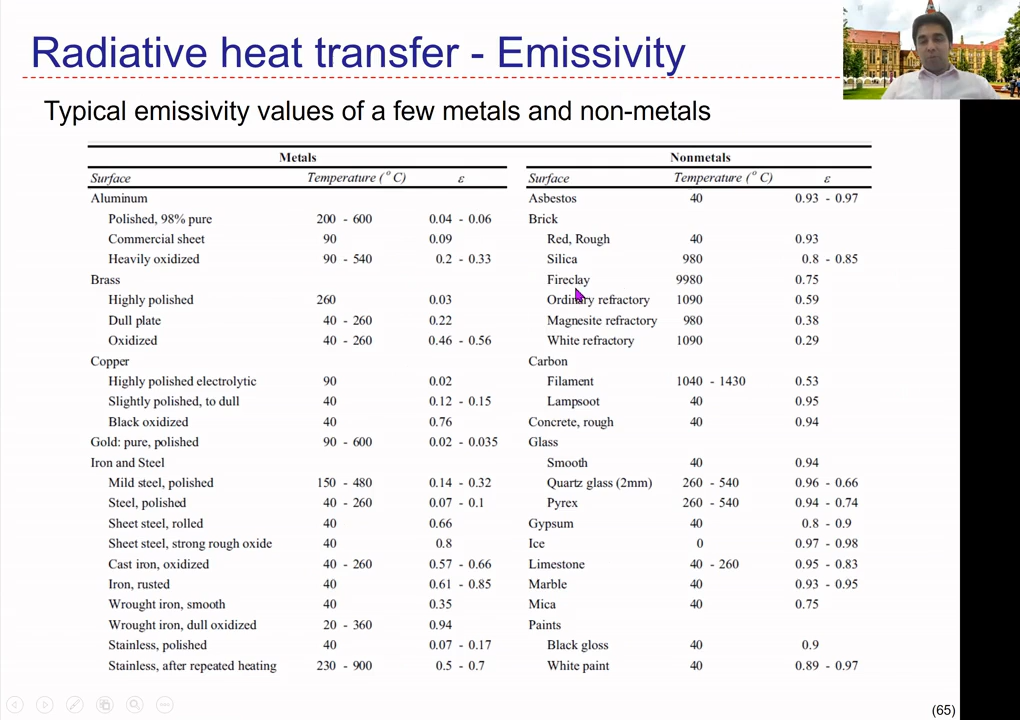 Radiative heat transfer - Emissivity
Typical emissivity values of a few metals and non-metals
Metals
Surface Temperature (°C) ε
Aluminum
Polished, 98% pure 200 - 600 0.04 - 0.06
Commercial sheet 90 0.09
Heavily oxidized 90 - 540 0.2 - 0.33
Brass
Highly polished 260 0.03
Dull plate 40 - 260 0.22
Oxidized 40 - 260 0.46 - 0.56
Copper
Highly polished electrolytic 90 0.02
Slightly polished, to dull 40 0.12 - 0.15
Black oxidized 40 0.76
Gold: pure, polished 90 - 600 0.02 - 0.035
Iron and Steel
Mild steel, polished 150 - 480 0.14 - 0.32
Steel, polished 40 - 260 0.07 - 0.1
Sheet steel, rolled 40 0.66
Sheet steel, strong rough oxide 40 0.8
Cast iron, oxidized 40 - 260 0.57 - 0.66
Iron, rusted 40 0.61 - 0.85
Wrought iron, smooth 40 0.35
Wrought iron, dull oxidized 20 - 360 0.94
Stainless, polished 40 0.07 - 0.17
Stainless, after repeated heating 230 - 900 0.5 - 0.7
Nonmetals
Surface Temperature (°C) ε
Asbestos 40 0.93 - 0.97
Brick
Red, Rough 40 0.93
Silica 980 0.8 - 0.85
Fireclay 9980 0.75
Ordinary refractory 1090 0.59
Magnesite refractory 980 0.38
White refractory 1090 0.29
Carbon
Filament 1040 - 1430 0.53
Lampsoot 40 0.95
Concrete, rough 40 0.94
Glass
Smooth 40 0.94
Quartz glass (2mm) 260 - 540 0.96 - 0.66
Pyrex 260 - 540 0.94 - 0.74
Gypsum 40 0.8 - 0.9
Ice 0 0.97 - 0.98
Limestone 40 - 260 0.95 - 0.83
Marble 40 0.93 - 0.95
Mica 40 0.75
Paints
Black gloss 40 0.9
White paint 40 0.89 - 0.97
(65)